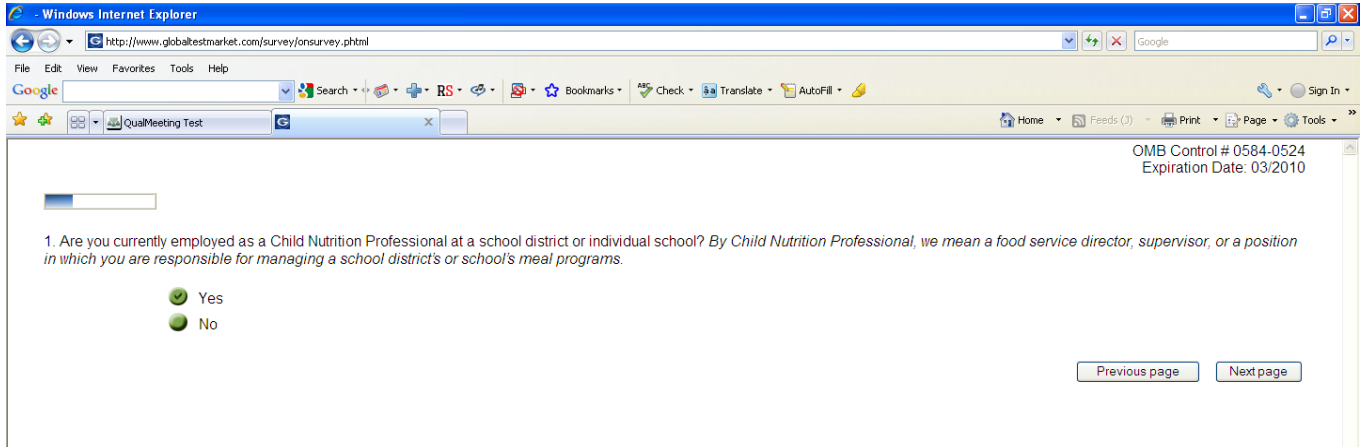 - Windows Internet Explorer
G http://www.globaltestmarket.com/survey/onsurvey.phtml
Google
File Edit View Favorites Tools Help
Google Search RS Bookmarks ABC Check aあ Translate AutoFill Sign In
QualMeeting Test G X Home Feeds (J) Print Page Tools »
OMB Control # 0584-0524
Expiration Date: 03/2010
1. Are you currently employed as a Child Nutrition Professional at a school district or individual school? By Child Nutrition Professional, we mean a food service director, supervisor, or a position
in which you are responsible for managing a school district's or school's meal programs.
Yes
No
Previous page Next page